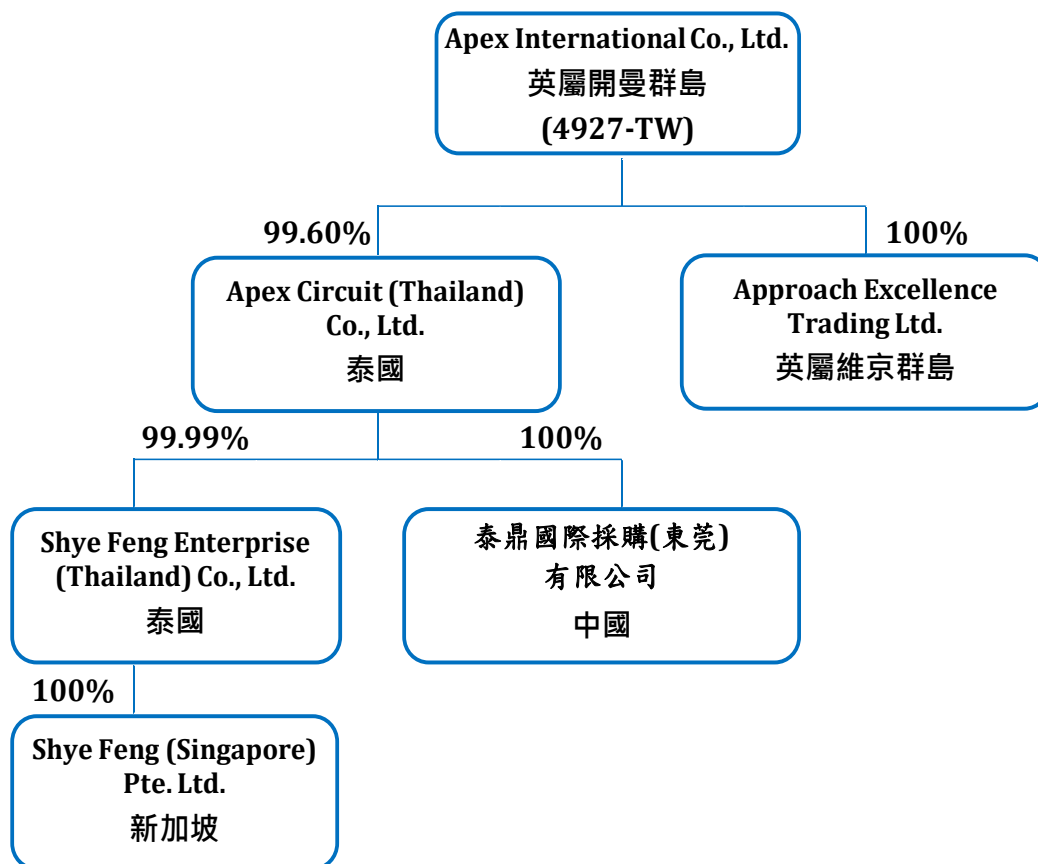 Apex International Co., Ltd.
英屬開曼群島
(4927-TW)
99.60%
100%
Apex Circuit (Thailand)
Co., Ltd.
泰國
Approach Excellence
Trading Ltd.
英屬維京群島
99.99%
100%
Shye Feng Enterprise
(Thailand) Co., Ltd.
泰國
泰鼎國際採購(東莞)
有限公司
中國
100%
Shye Feng (Singapore)
Pte. Ltd.
新加坡